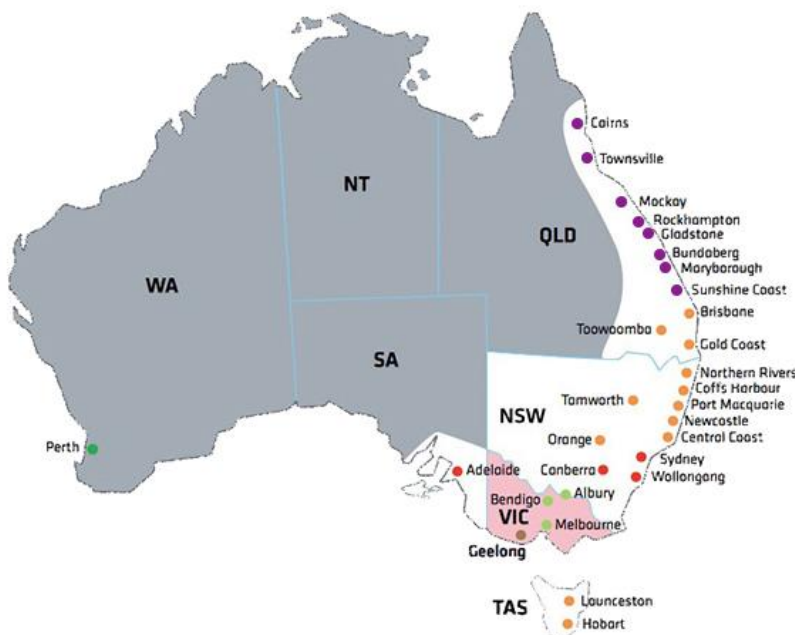 Cairns
Townsville
NT
Mackay
Rockhampton
Gladstone
QLD
Bundaberg
Maryborough
WA
Sunshine Coast
Brisbane
Toowoomba
Gold Coast
SA
Northern Rivers
Coffs Harbour
Tamworth
Port Macquarie
NSW
Newcastle
Orange
Central Coast
Perth
Sydney
Adelaide
Canberra
Wollongong
Albury
Bendigo
VIC
Melbourne
Geelong
TAS
Launceston
Hobart